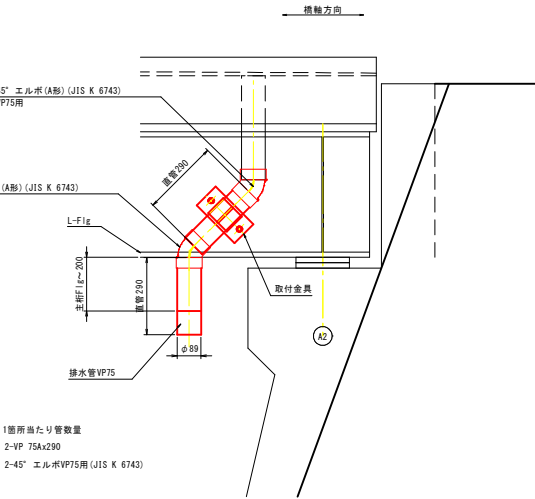 橋軸方向
5° エルボ(A形)(JIS K 6743)
VP75用
直管290
(A形)(JIS K 6743)
L-Flg
主桁Flg~200
直管290
取付金具
A2
φ89
排水管VP75
1箇所当たり管数量
2-VP 75Ax290
2-45° エルボVP75用(JIS K 6743)